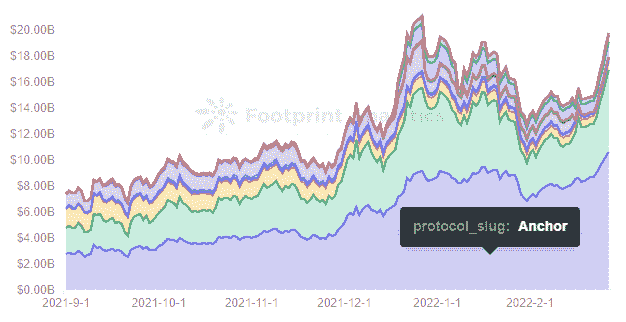 $20.00B
$18.00B
$16.00B
$14.00B
Footprint Analytics
$12.00B
$10.00B
$8.00B
$6.00B
protocol_slug: Anchor
$4.00B
$2.00B
$0.00B
2021-9-1 2021-10-1 2021-11-1 2021-12-1 2022-1-1 2022-2-1